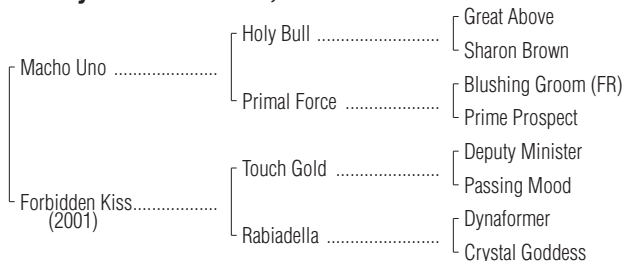 Great Above
Holy Bull ........................
Sharon Brown
Macho Uno ....................
Blushing Groom (FR)
Primal Force ..................
Prime Prospect
Deputy Minister
Touch Gold ....................
Passing Mood
Forbidden Kiss................
(2001)
Dynaformer
Rabiadella ......................
Crystal Goddess